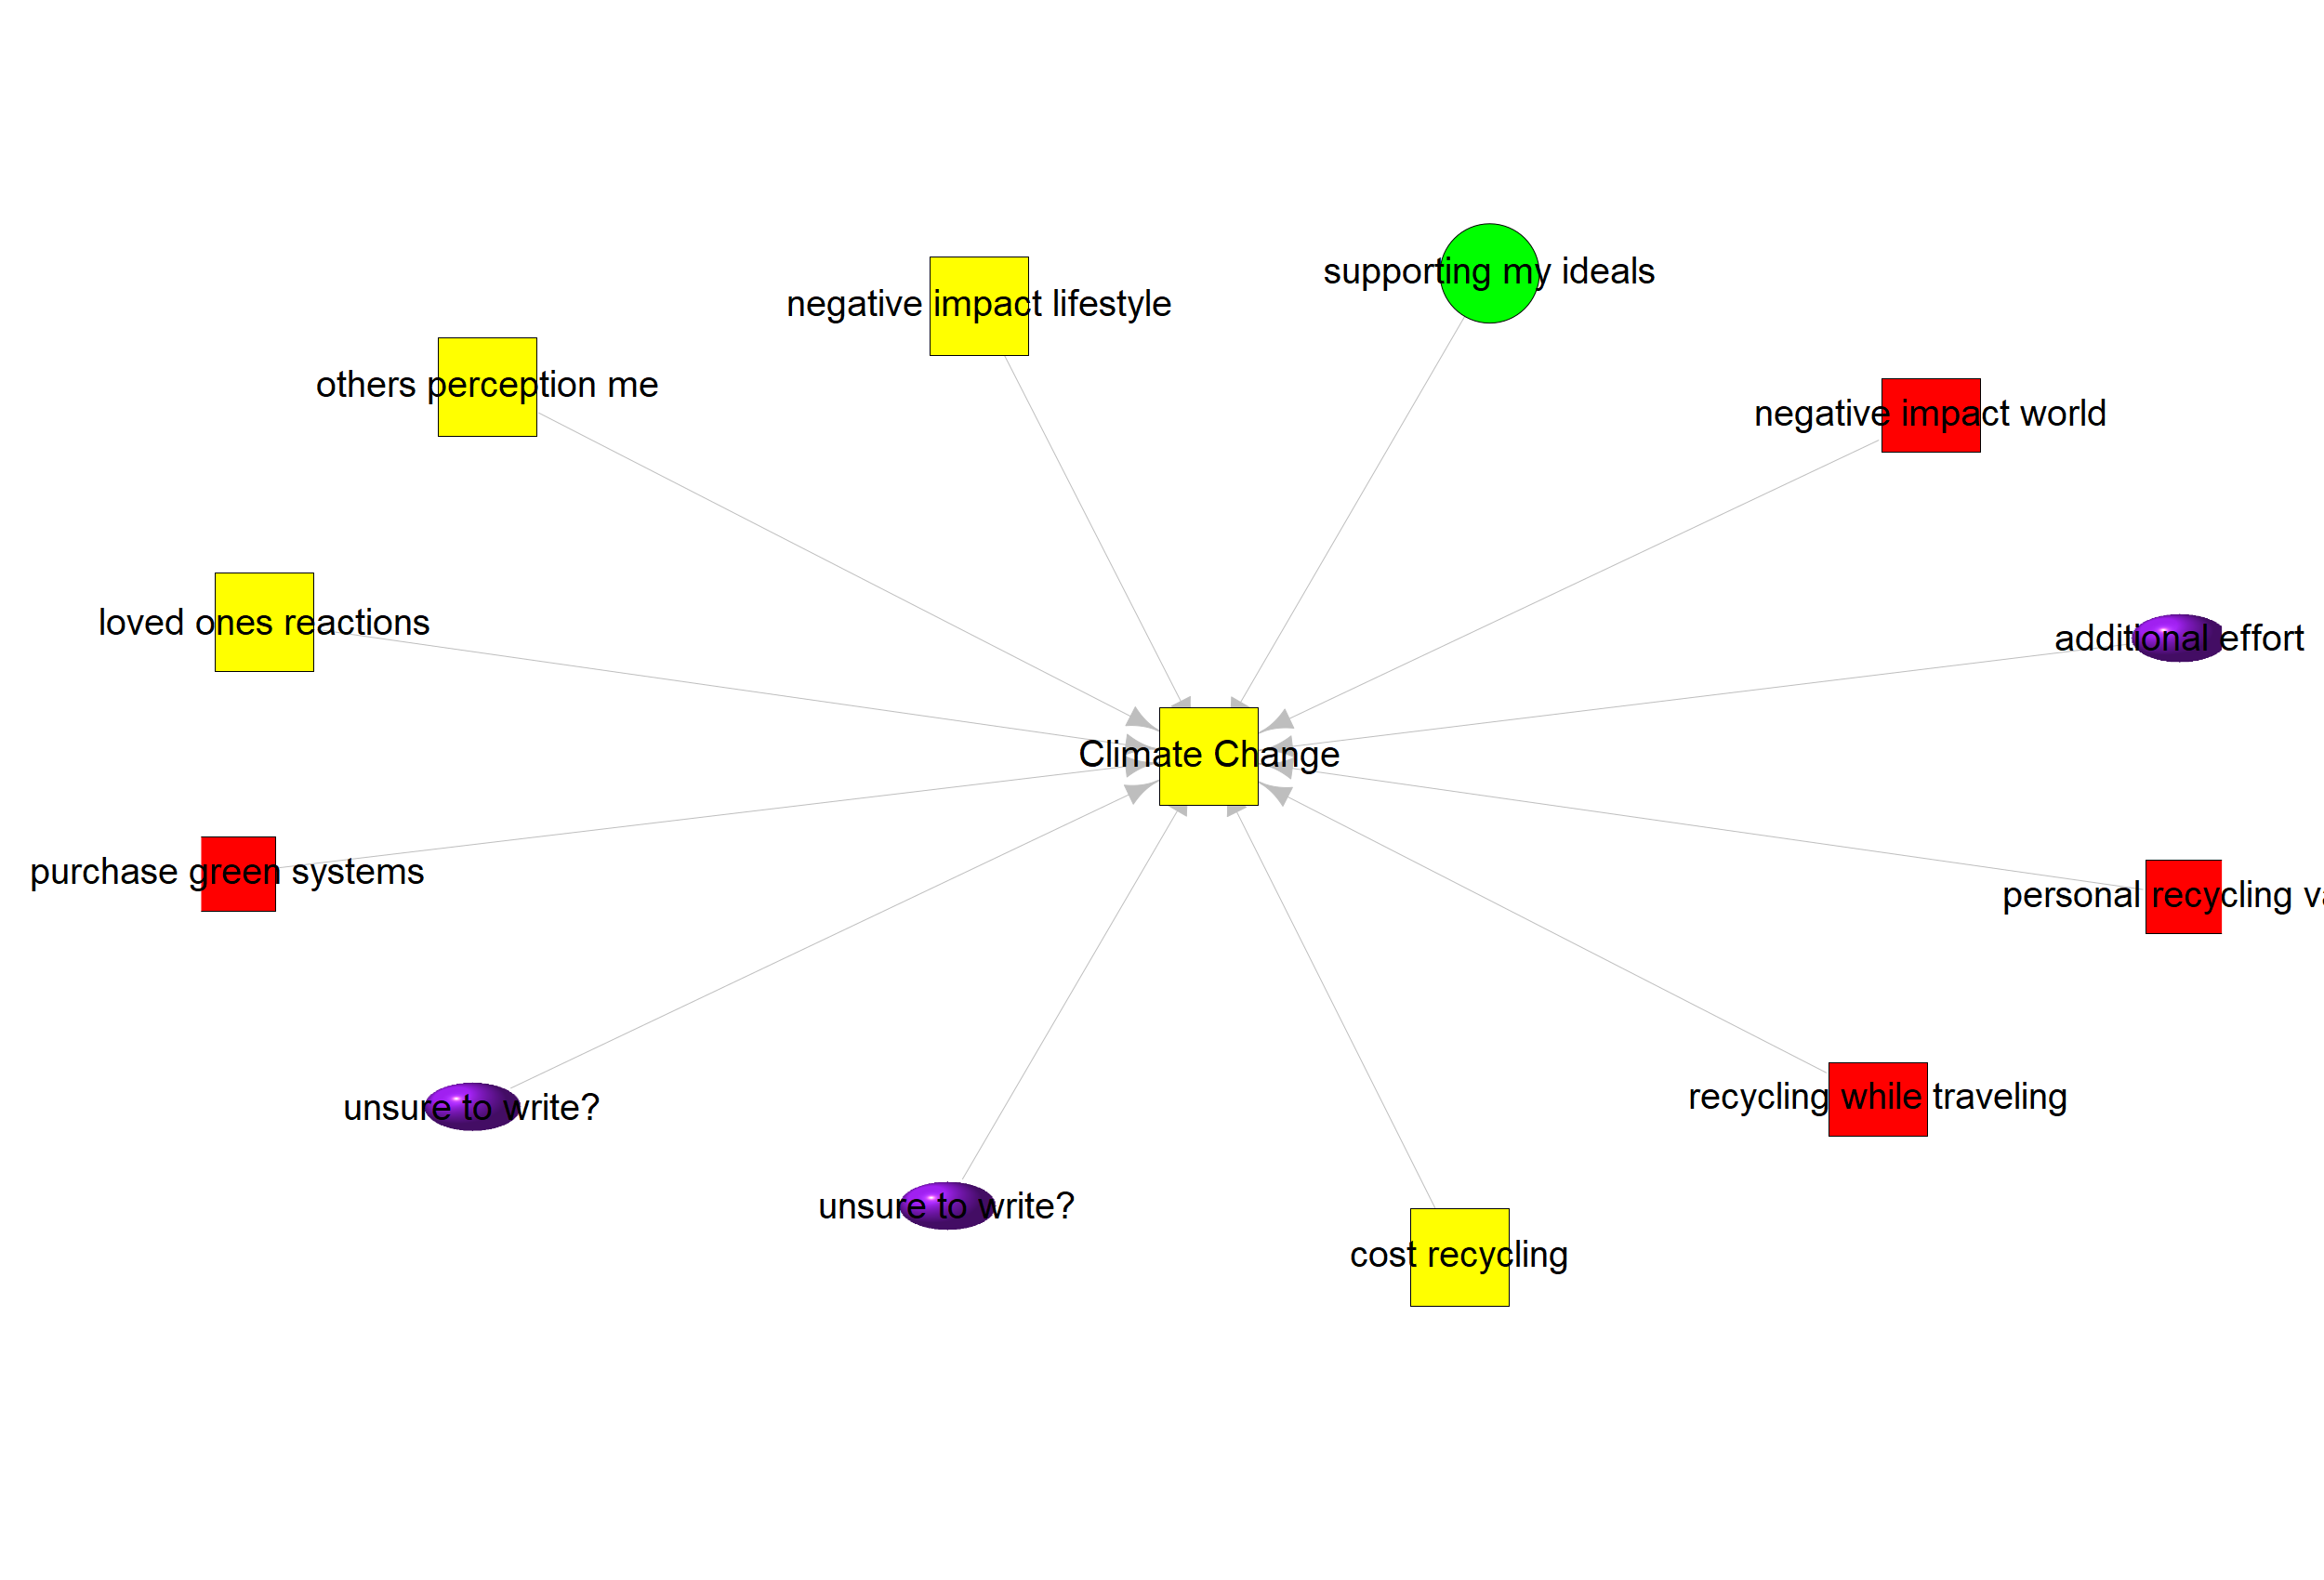 supporting my ideals
negative impact lifestyle
others perception me
negative impact world
loved ones reactions
additional effort
Climate Change
purchase green systems
personal recycling
recycling while traveling
unsure to write?
unsure to write?
cost recycling